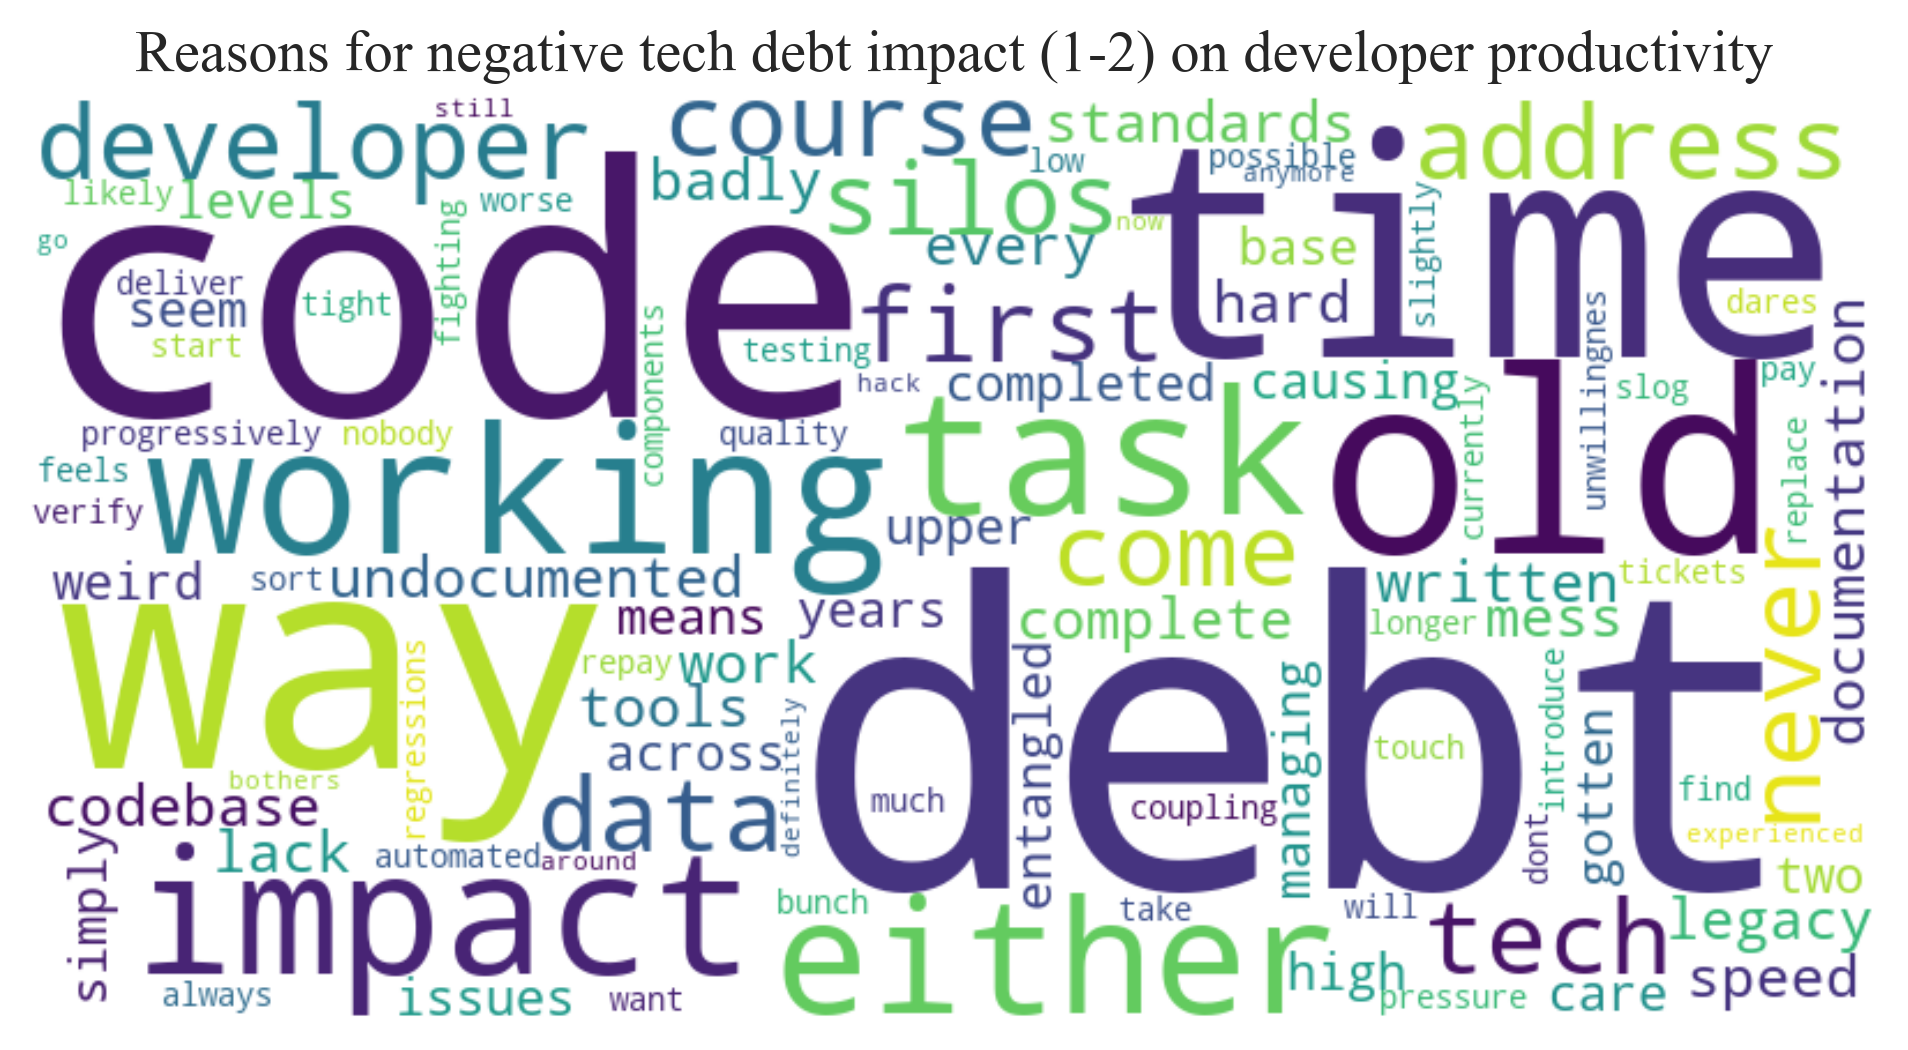 Reasons for negative tech debt impact (1-2) on developer productivity
still
developer
course
standards
address
likely
levels
worse
badly
silos
low
possible
anymore
time
go
code
fighting
every
now
base
slightly
deliver
seem
tight
start
first
hard
dares
components
testing
hack
completed
causing
unwillingnes
slog
pay
documentation
progressively
nobody
quality
task
old
currently
replace
feels
verify
working
upper
come
weird
sort
undocumented
written
tickets
never
way
means
years
complete
longer
mess
repay
work
debt
regressions
tools
across
definitely
entangled
managing
touch
introduce
gotten
find
bothers
codebase
data
much
coupling
dont
experienced
simply
lack
automated
around
two
impact
bunch
either
take
will
tech
legacy
always
issues
want
high
pressure
care
speed